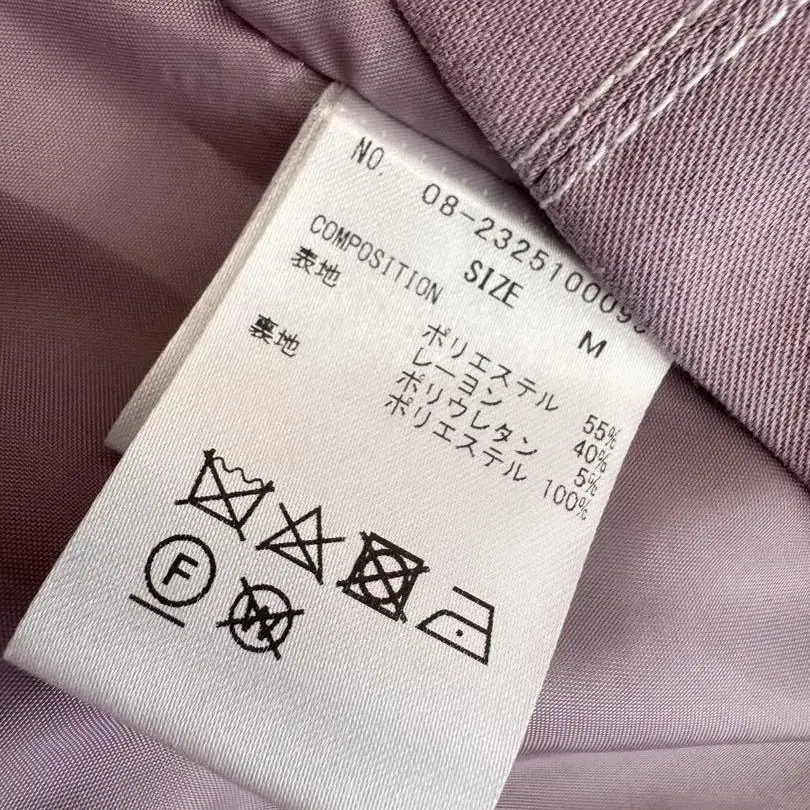 NO. 08-23251000
COMPOSITION SIZE M
表地 ポリエステル 55%
レーヨン 40%
ポリウレタン 5%
裏地 ポリエステル 100%
F
W